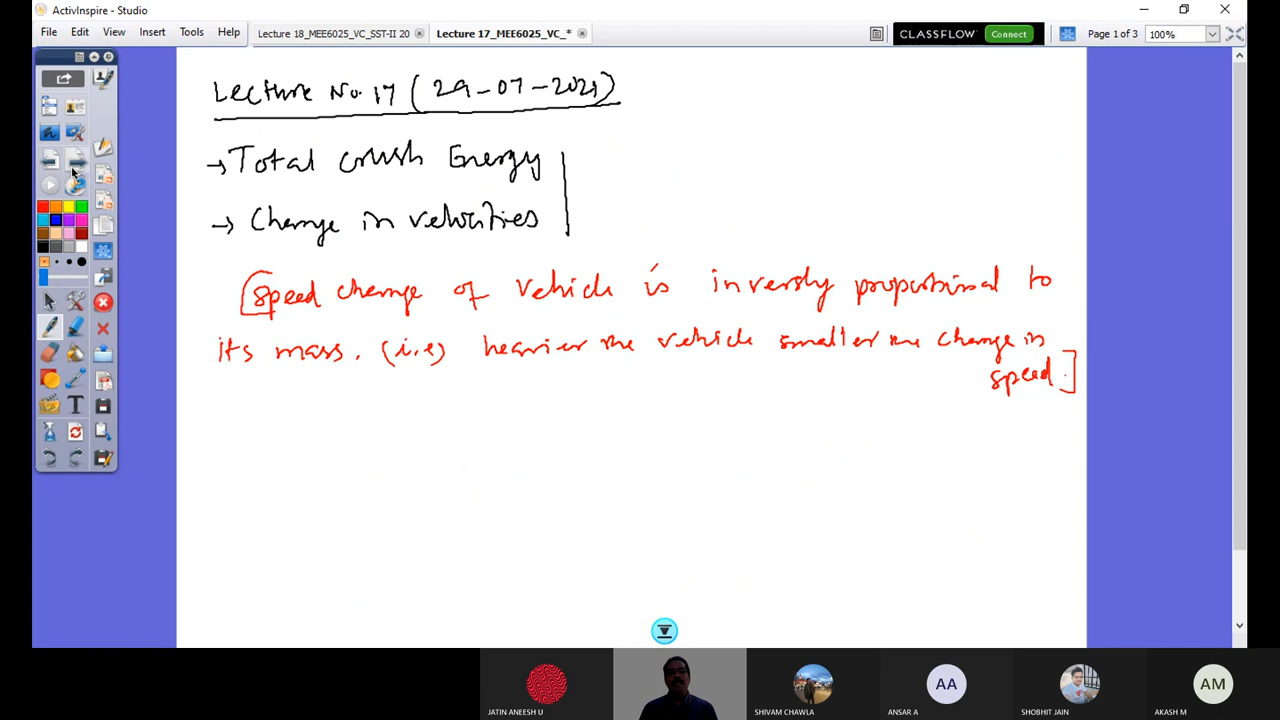 ActivInspire - Studio
File Edit View Insert Tools Help
Lecture 18_MEE6025_VC_SST-II 20
Lecture 17_MEE6025_VC_*
CLASSFLOW Connect
Page 1 of 3
100%
Lecture No. 17 (29-07-2021)
→ Total crush Energy
→ Change in velocities
[speed change of vehicle is inversly proportional to
its mass. (i.e) heavier the vehicle smaller the change in
speed.]
T
JATIN ANEESH U
SHIVAM CHAWLA
AA
ANSAR A
SHOBHIT JAIN
AM
AKASH M